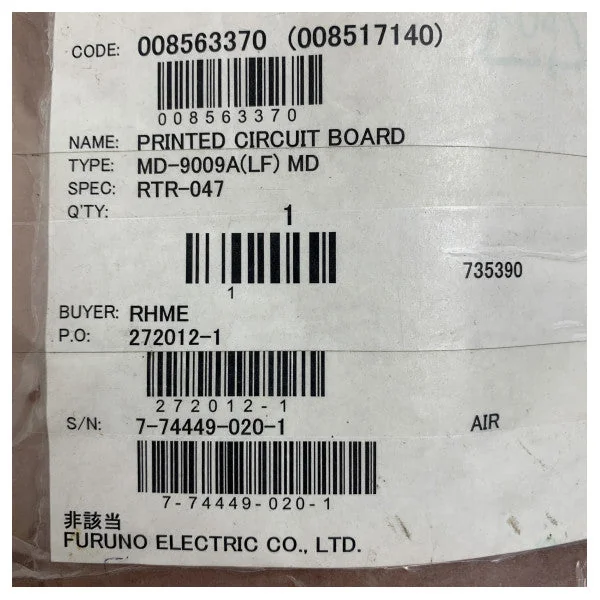 CODE: 008563370 (008517140)
008563370
NAME: PRINTED CIRCUIT BOARD
TYPE: MD-9009A(LF) MD
SPEC: RTR-047
Q'TY: 1
1
735390
BUYER: RHME
P.O: 272012-1
272012-1
S/N: 7-74449-020-1
AIR
7-74449-020-1
非該当
FURUNO ELECTRIC CO., LTD.